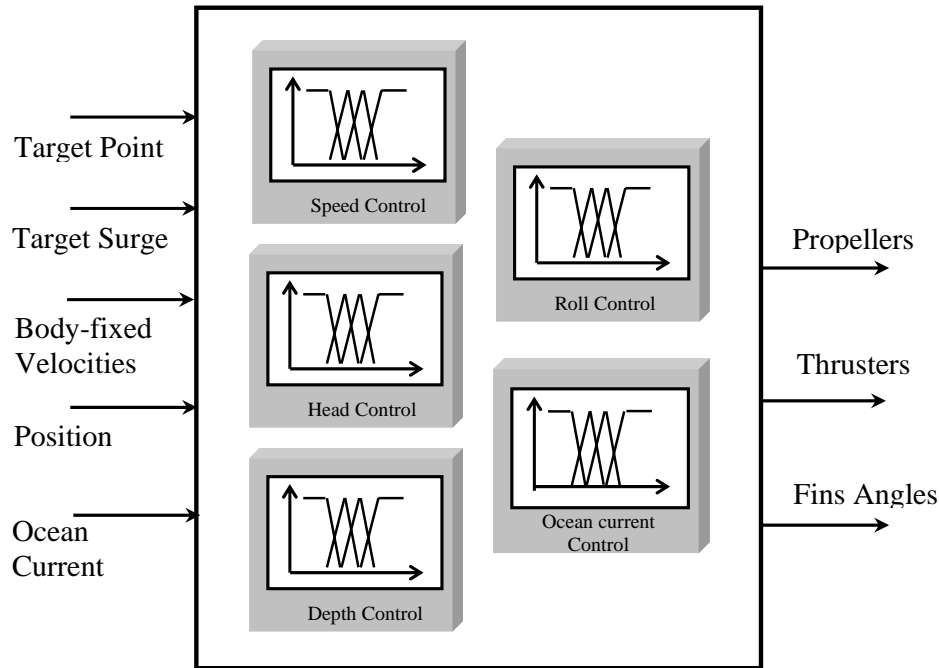 Target Point
Target Surge
Body-fixed
Velocities
Position
Ocean
Current
Speed Control
Head Control
Depth Control
Roll Control
Ocean current
Control
Propellers
Thrusters
Fins Angles